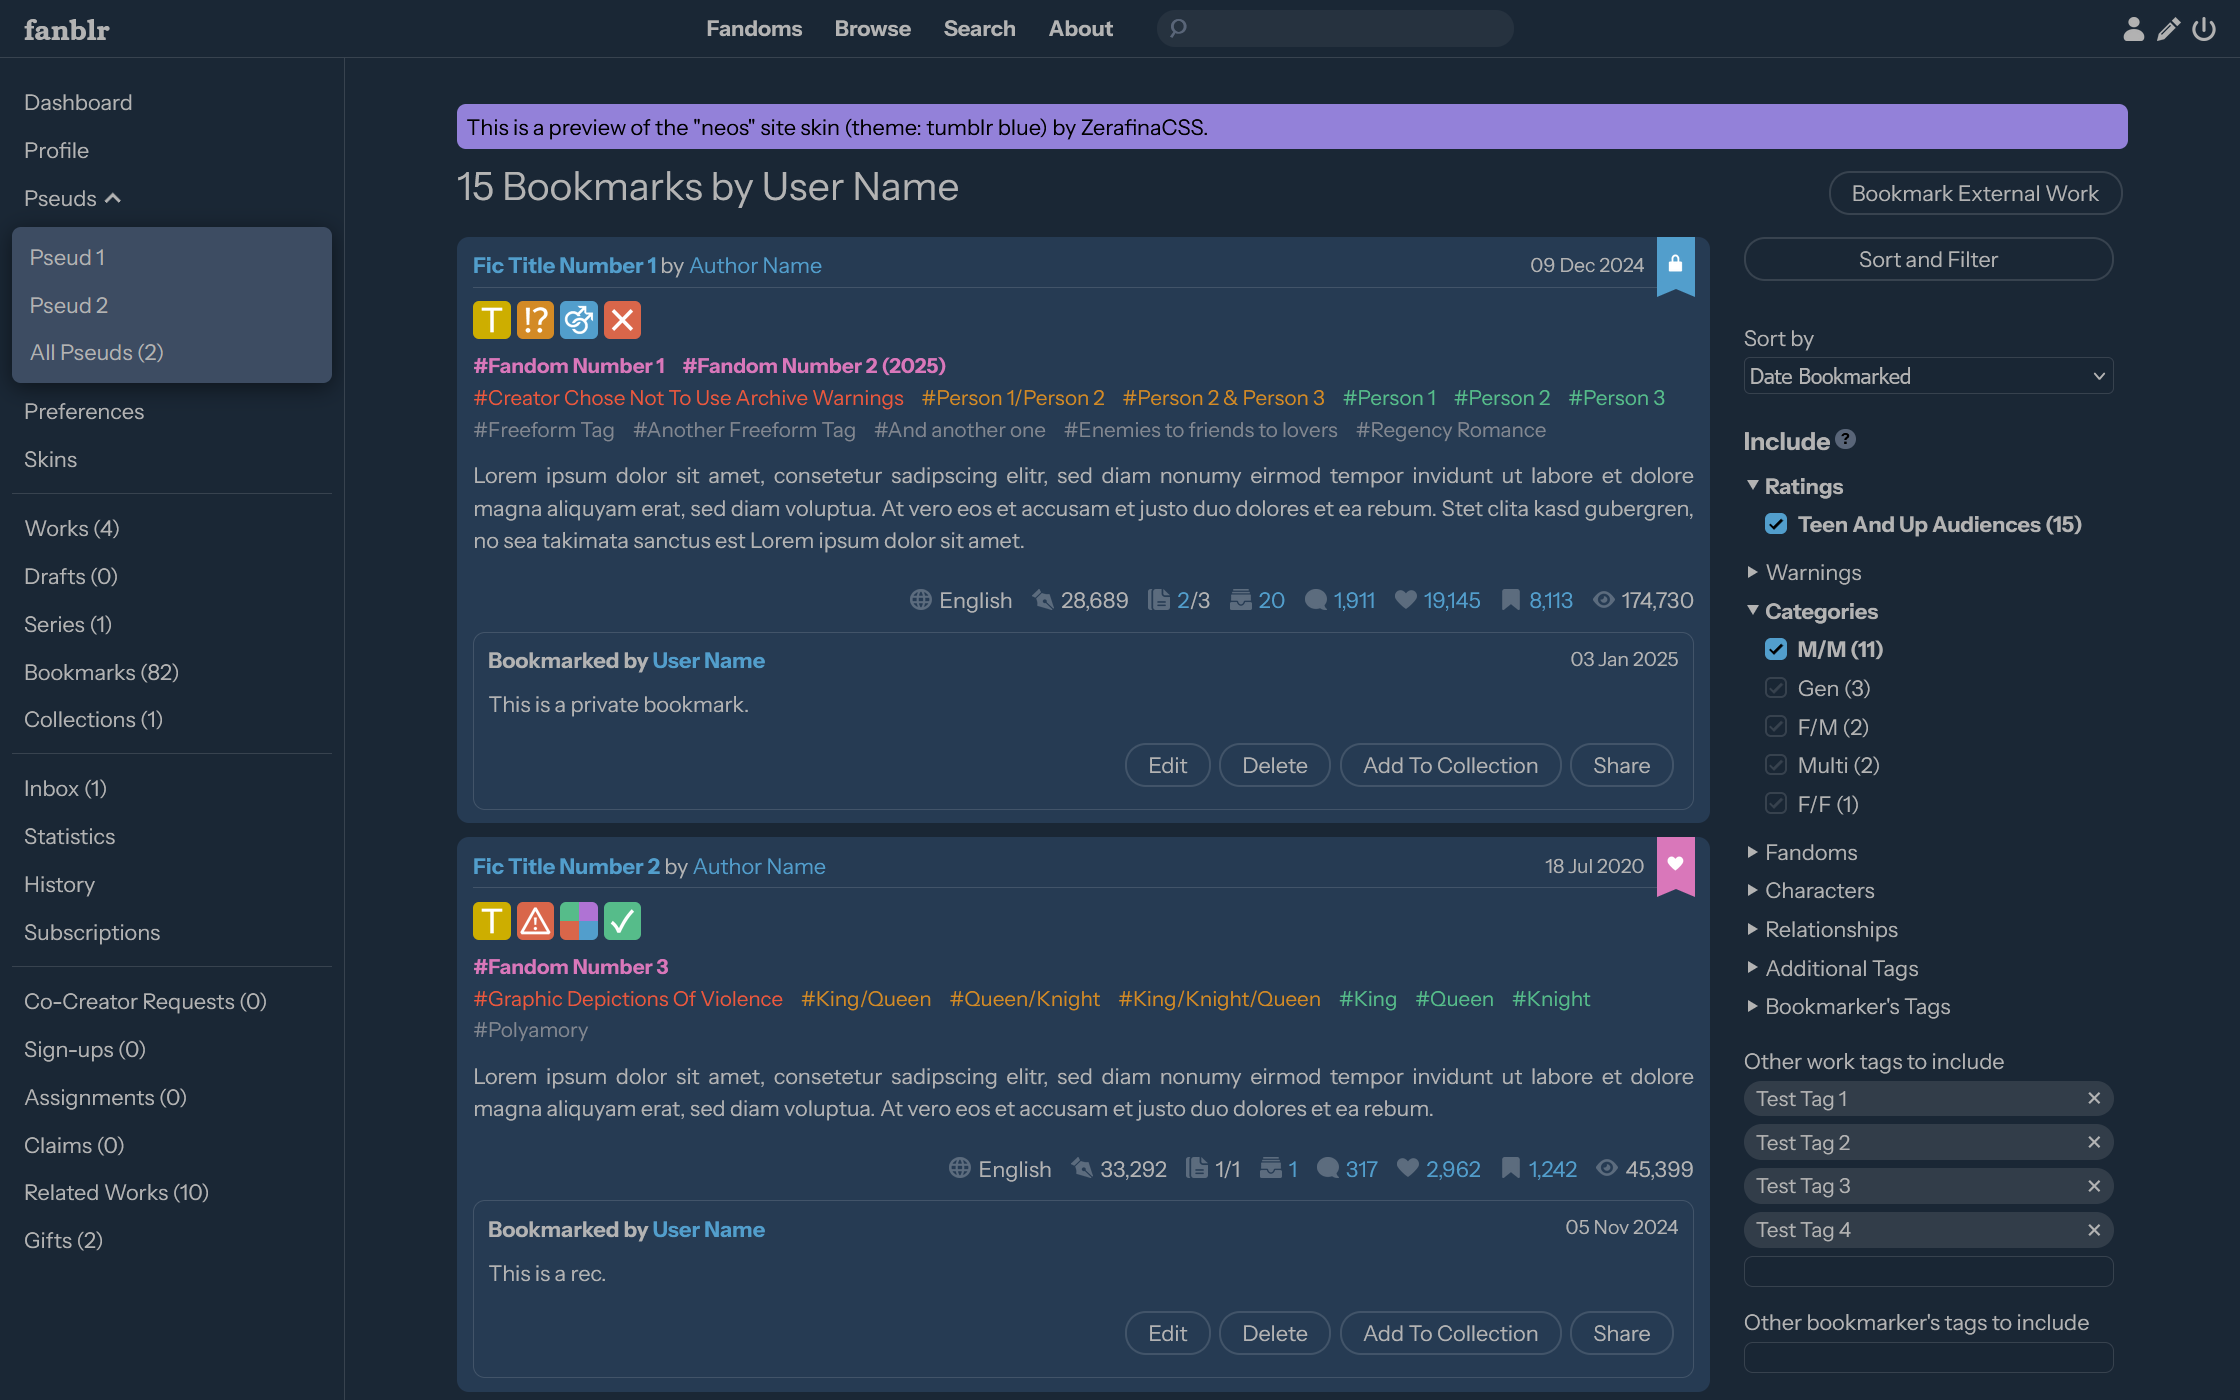 fanblr
Fandoms Browse Search About
Dashboard
Profile
Pseuds
Pseud 1
Pseud 2
All Pseuds (2)
Preferences
Skins
Works (4)
Drafts (0)
Series (1)
Bookmarks (82)
Collections (1)
Inbox (1)
Statistics
History
Subscriptions
Co-Creator Requests (0)
Sign-ups (0)
Assignments (0)
Claims (0)
Related Works (10)
Gifts (2)
This is a preview of the "neos" site skin (theme: tumblr blue) by ZerafinaCSS.
15 Bookmarks by User Name
Bookmark External Work
Fic Title Number 1 by Author Name 09 Dec 2024
T !?
#Fandom Number 1 #Fandom Number 2 (2025)
#Creator Chose Not To Use Archive Warnings #Person 1/Person 2 #Person 2 & Person 3 #Person 1 #Person 2 #Person 3
#Freeform Tag #Another Freeform Tag #And another one #Enemies to friends to lovers #Regency Romance
Lorem ipsum dolor sit amet, consetetur sadipscing elitr, sed diam nonumy eirmod tempor invidunt ut labore et dolore
magna aliquyam erat, sed diam voluptua. At vero eos et accusam et justo duo dolores et ea rebum. Stet clita kasd gubergren,
no sea takimata sanctus est Lorem ipsum dolor sit amet.
English 28,689 2/3 20 1,911 19,145 8,113 174,730
Bookmarked by User Name 03 Jan 2025
This is a private bookmark.
Edit Delete Add To Collection Share
Fic Title Number 2 by Author Name 18 Jul 2020
T
#Fandom Number 3
#Graphic Depictions Of Violence #King/Queen #Queen/Knight #King/Knight/Queen #King #Queen #Knight
#Polyamory
Lorem ipsum dolor sit amet, consetetur sadipscing elitr, sed diam nonumy eirmod tempor invidunt ut labore et dolore
magna aliquyam erat, sed diam voluptua. At vero eos et accusam et justo duo dolores et ea rebum.
English 33,292 1/1 1 317 2,962 1,242 45,399
Bookmarked by User Name 05 Nov 2024
This is a rec.
Edit Delete Add To Collection Share
Sort and Filter
Sort by
Date Bookmarked
Include ?
Ratings
Teen And Up Audiences (15)
Warnings
Categories
M/M (11)
Gen (3)
F/M (2)
Multi (2)
F/F (1)
Fandoms
Characters
Relationships
Additional Tags
Bookmarker's Tags
Other work tags to include
Test Tag 1
Test Tag 2
Test Tag 3
Test Tag 4
Other bookmarker's tags to include